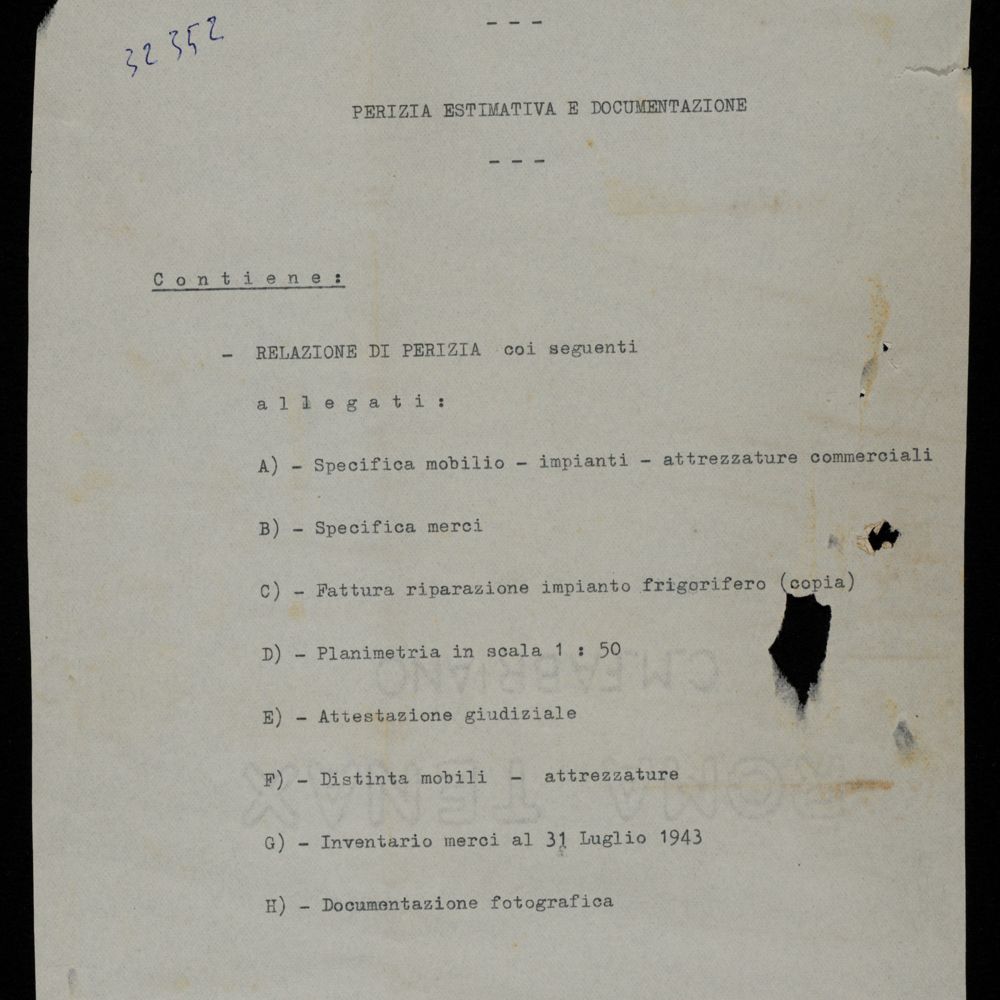 32 352
- - -
PERIZIA ESTIMATIVA E DOCUMENTAZIONE
- - -
Contiene:
- RELAZIONE DI PERIZIA coi seguenti
allegati:
A) - Specifica mobilio - impianti - attrezzature commerciali
B) - Specifica merci
C) - Fattura riparazione impianto frigorifero (copia)
D) - Planimetria in scala 1 : 50
E) - Attestazione giudiziale
F) - Distinta mobili - attrezzature
G) - Inventario merci al 31 Luglio 1943
H) - Documentazione fotografica